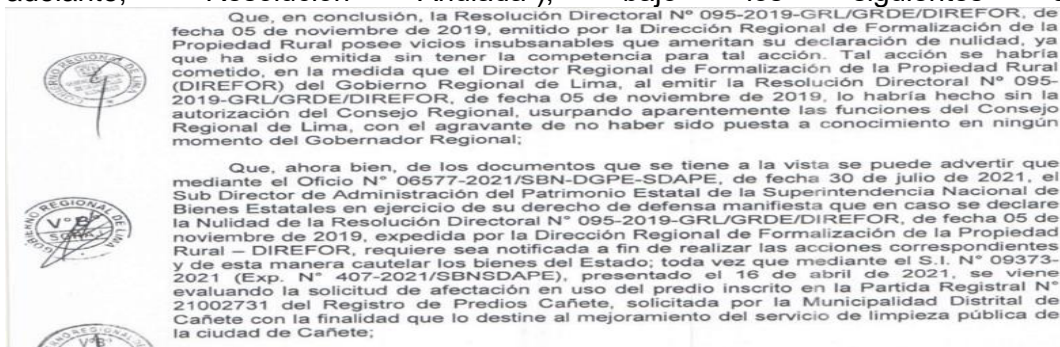 adelante, "Resolución Anulada"), bajo los siguientes
Que, en conclusión, la Resolución Directoral N° 095-2019-GRL/GRDE/DIREFOR, de
fecha 05 de noviembre de 2019, emitido por la Dirección Regional de Formalización de la
Propiedad Rural posee vicios insubsanables que ameritan su declaración de nulidad, ya
que ha sido emitida sin tener la competencia para tal acción. Tal acción se habría
cometido, en la medida que el Director Regional de Formalización de la Propiedad Rural
(DIREFOR) del Gobierno Regional de Lima, al emitir la Resolución Directoral N° 095-
2019-GRL/GRDE/DIREFOR, de fecha 05 de noviembre de 2019, lo habría hecho sin la
autorización del Consejo Regional, usurpando aparentemente las funciones del Consejo
Regional de Lima, con el agravante de no haber sido puesta a conocimiento en ningún
momento del Gobernador Regional;
Que, ahora bien, de los documentos que se tiene a la vista se puede advertir que
mediante el Oficio N° 06577-2021/SBN-DGPE-SDAPE, de fecha 30 de julio de 2021, el
Sub Director de Administración del Patrimonio Estatal de la Superintendencia Nacional de
Bienes Estatales en ejercicio de su derecho de defensa manifiesta que en caso se declare
la Nulidad de la Resolución Directoral N° 095-2019-GRL/GRDE/DIREFOR, de fecha 05 de
noviembre de 2019, expedida por la Dirección Regional de Formalización de la Propiedad
Rural – DIREFOR, requiere sea notificada a fin de realizar las acciones correspondientes
y de esta manera cautelar los bienes del Estado; toda vez que mediante el S.I. N° 09373-
2021 (Exp. N° 407-2021/SBNSDAPE), presentado el 16 de abril de 2021, se viene
evaluando la solicitud de afectación en uso del predio inscrito en la Partida Registral N°
21002731 del Registro de Predios Cañete, solicitada por la Municipalidad Distrital de
Cañete con la finalidad que lo destine al mejoramiento del servicio de limpieza pública de
la ciudad de Cañete;
REGIONAL DE
V°B°